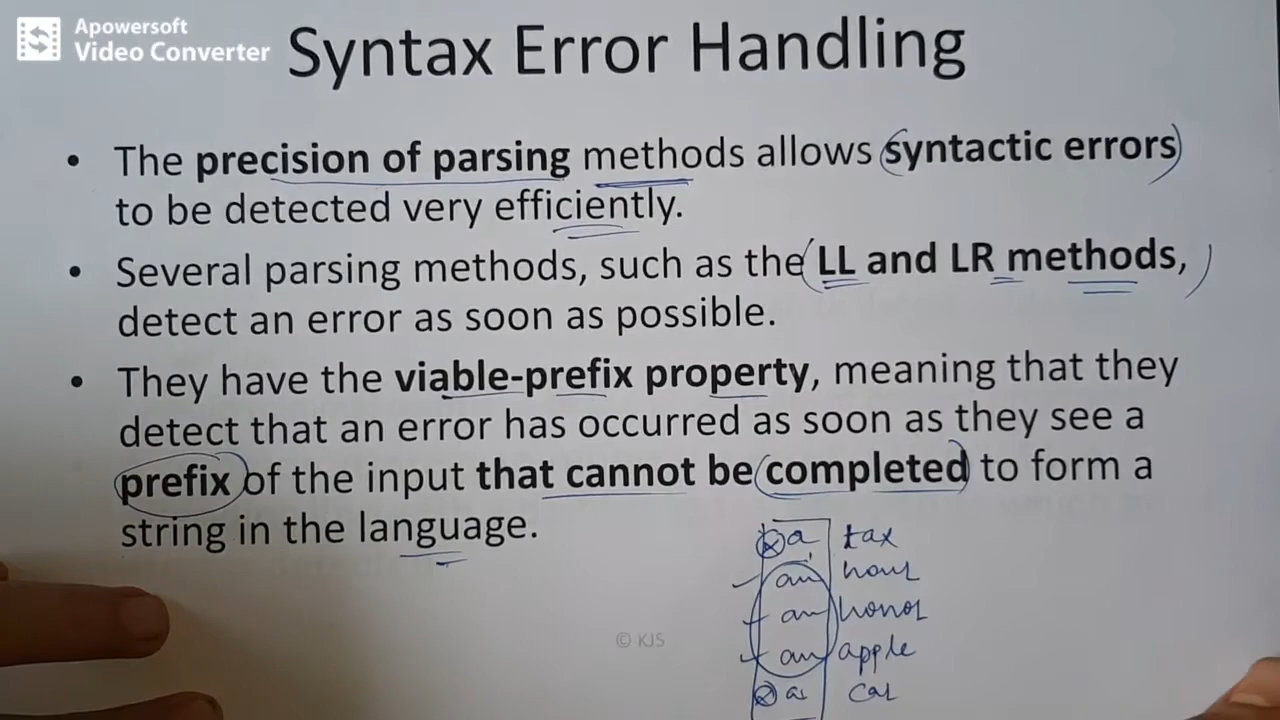 Apowersoft
Video Converter
Syntax Error Handling
• The precision of parsing methods allows syntactic errors
to be detected very efficiently.
• Several parsing methods, such as the LL and LR methods,
detect an error as soon as possible.
• They have the viable-prefix property, meaning that they
detect that an error has occurred as soon as they see a
prefix of the input that cannot be completed to form a
string in the language.
a tax
an hour
an honor
an apple
a car
© KJS